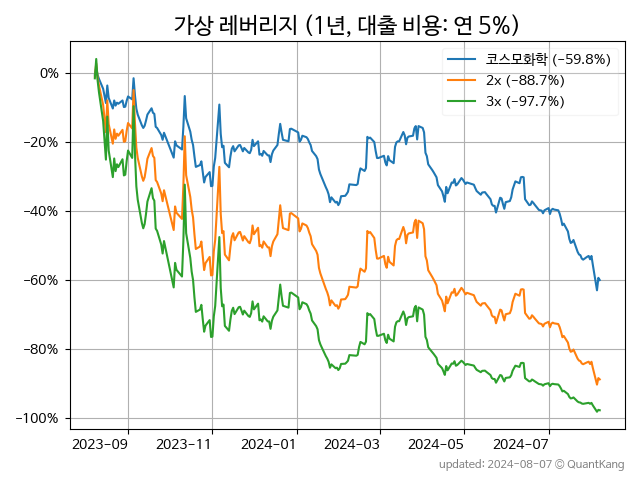 가상 레버리지 (1년, 대출 비용: 연 5%)
코스모화학 (−59.8%)
2x (−88.7%)
3x (−97.7%)
0%
−20%
−40%
−60%
−80%
−100%
2023-09 2023-11 2024-01 2024-03 2024-05 2024-07
updated: 2024-08-07 © QuantKang